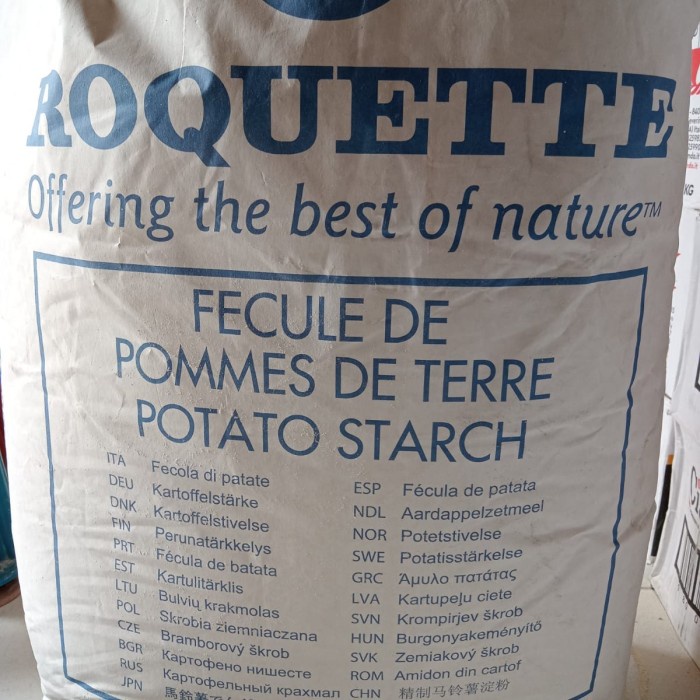 ROQUETTE
Offering the best of nature™
FECULE DE
POMMES DE TERRE
POTATO STARCH
ITA Fecola di patate
DEU Kartoffelstärke
DNK Kartoffelstivelse
FIN Perunatärkkelys
PRT Fécula de batata
EST Kartulitärklis
LTU Bulvių krakmolas
POL Skrobia ziemniaczana
CZE Bramborový škrob
BGR Картофено нишесте
RUS Картофельный крахмал
JPN 馬鈴薯
ESP Fécula de patata
NDL Aardappelzetmeel
NOR Potetstivelse
SWE Potatisstärkelse
GRC Άμυλο πατάτας
LVA Kartupeļu ciete
SVN Krompirjev škrob
HUN Burgonyakeményítő
SVK Zemiakový škrob
ROM Amidon din cartof
CHN 精制马铃薯淀粉
KG